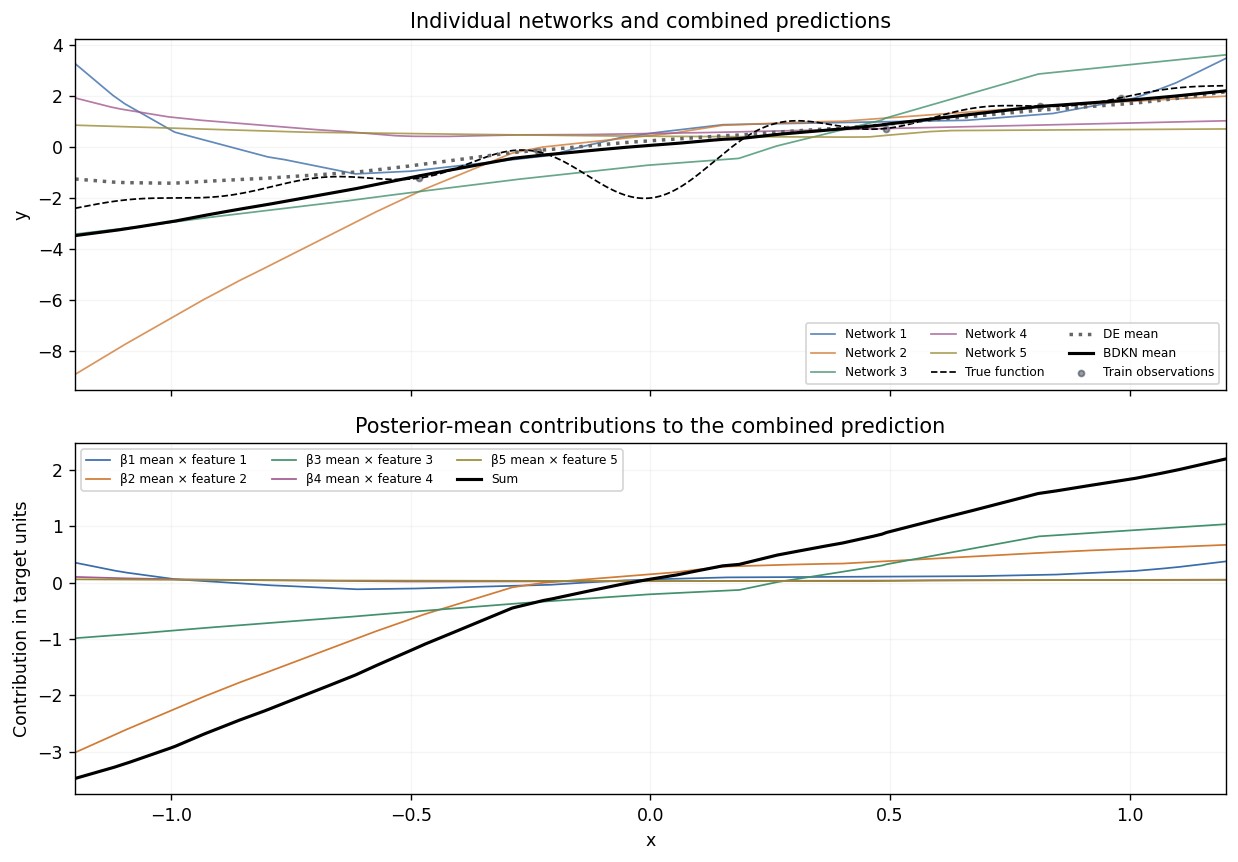 Individual networks and combined predictions
4
2
0
−2
−4
−6
−8
y
Network 1
Network 2
Network 3
Network 4
Network 5
True function
DE mean
BDKN mean
Train observations
Posterior-mean contributions to the combined prediction
β1 mean × feature 1
β2 mean × feature 2
β3 mean × feature 3
β4 mean × feature 4
β5 mean × feature 5
Sum
2
1
0
−1
−2
−3
Contribution in target units
−1.0
−0.5
0.0
0.5
1.0
x